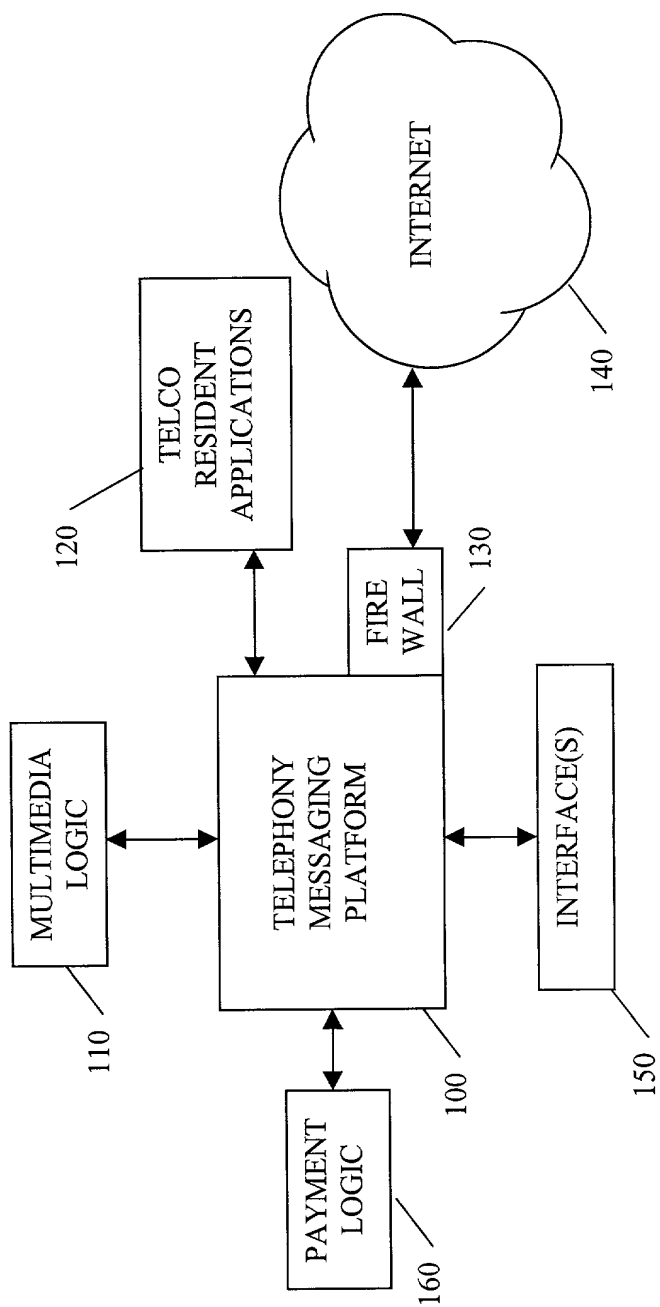 MULTIMEDIA
LOGIC
110
TELCO
RESIDENT
APPLICATIONS
120
PAYMENT
LOGIC
160
TELEPHONY
MESSAGING
PLATFORM
100
FIRE
WALL
130
INTERNET
140
INTERFACE(S)
150